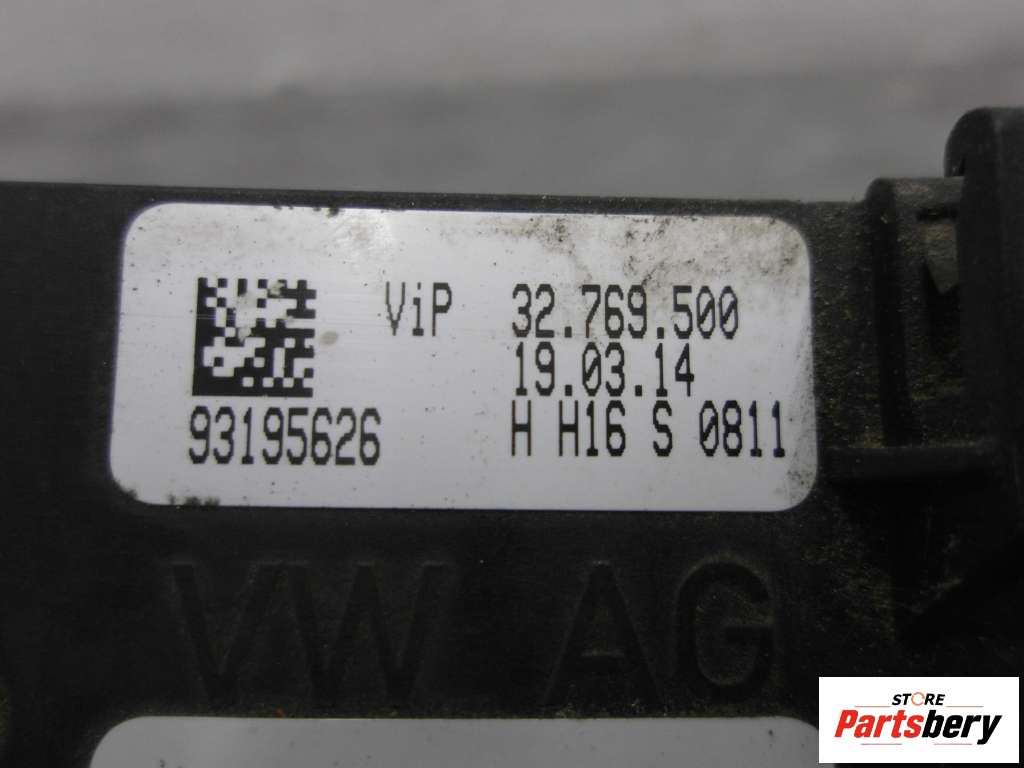 ViP 32.769.500
19.03.14
93195626 H H16 S 0811
VW AG
STORE
Partsbery